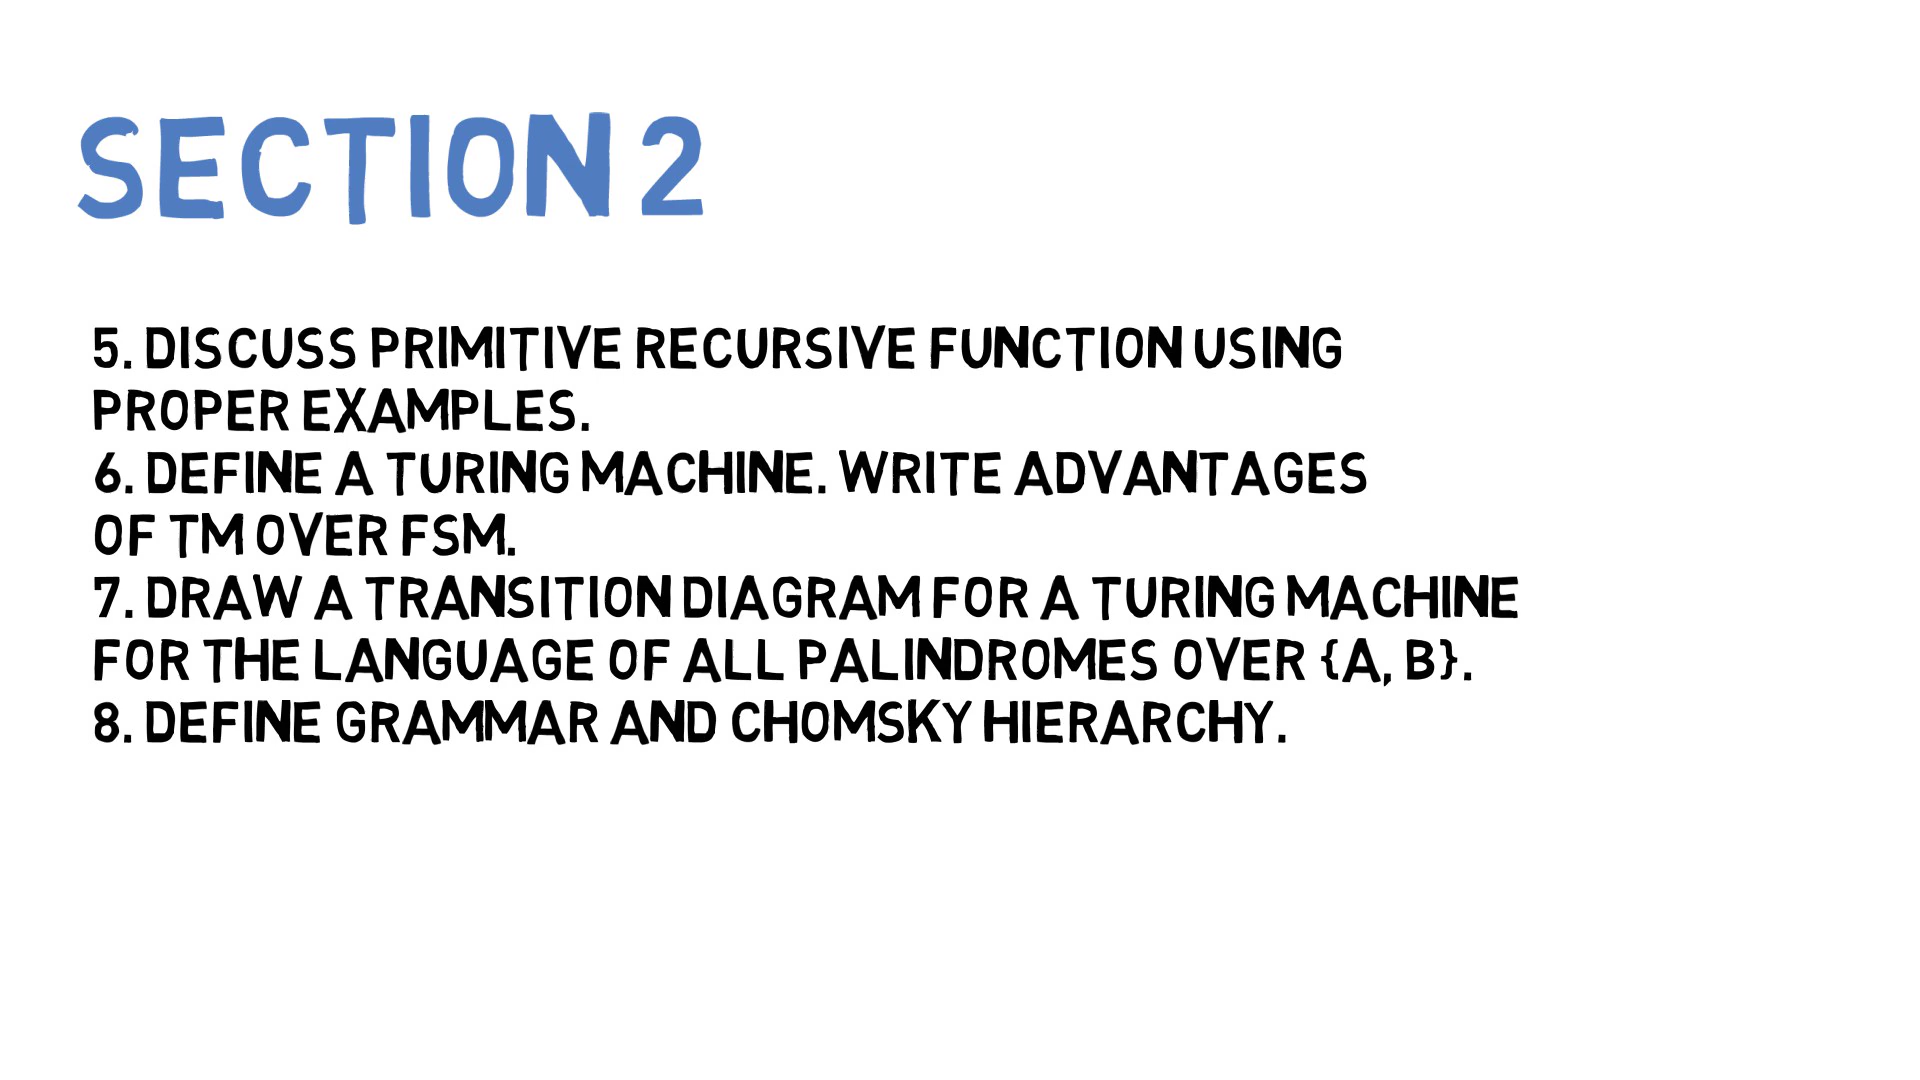 SECTION 2
5. DISCUSS PRIMITIVE RECURSIVE FUNCTION USING
PROPER EXAMPLES.
6. DEFINE A TURING MACHINE. WRITE ADVANTAGES
OF TM OVER FSM.
7. DRAW A TRANSITION DIAGRAM FOR A TURING MACHINE
FOR THE LANGUAGE OF ALL PALINDROMES OVER {A, B}.
8. DEFINE GRAMMAR AND CHOMSKY HIERARCHY.